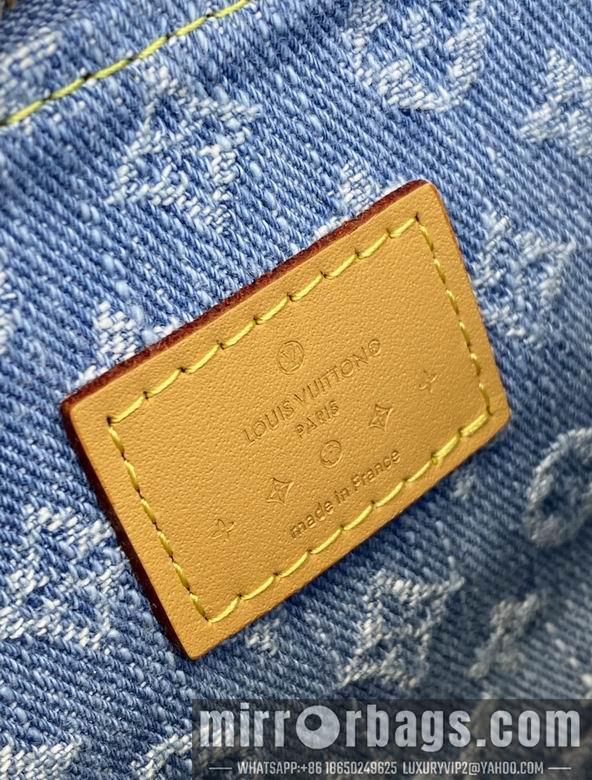 LOUIS VUITTON®
PARIS
made in France
mirrorbags.com
WHATSAPP:+86 18650249625 LUXURYVIP2@YAHOO.COM